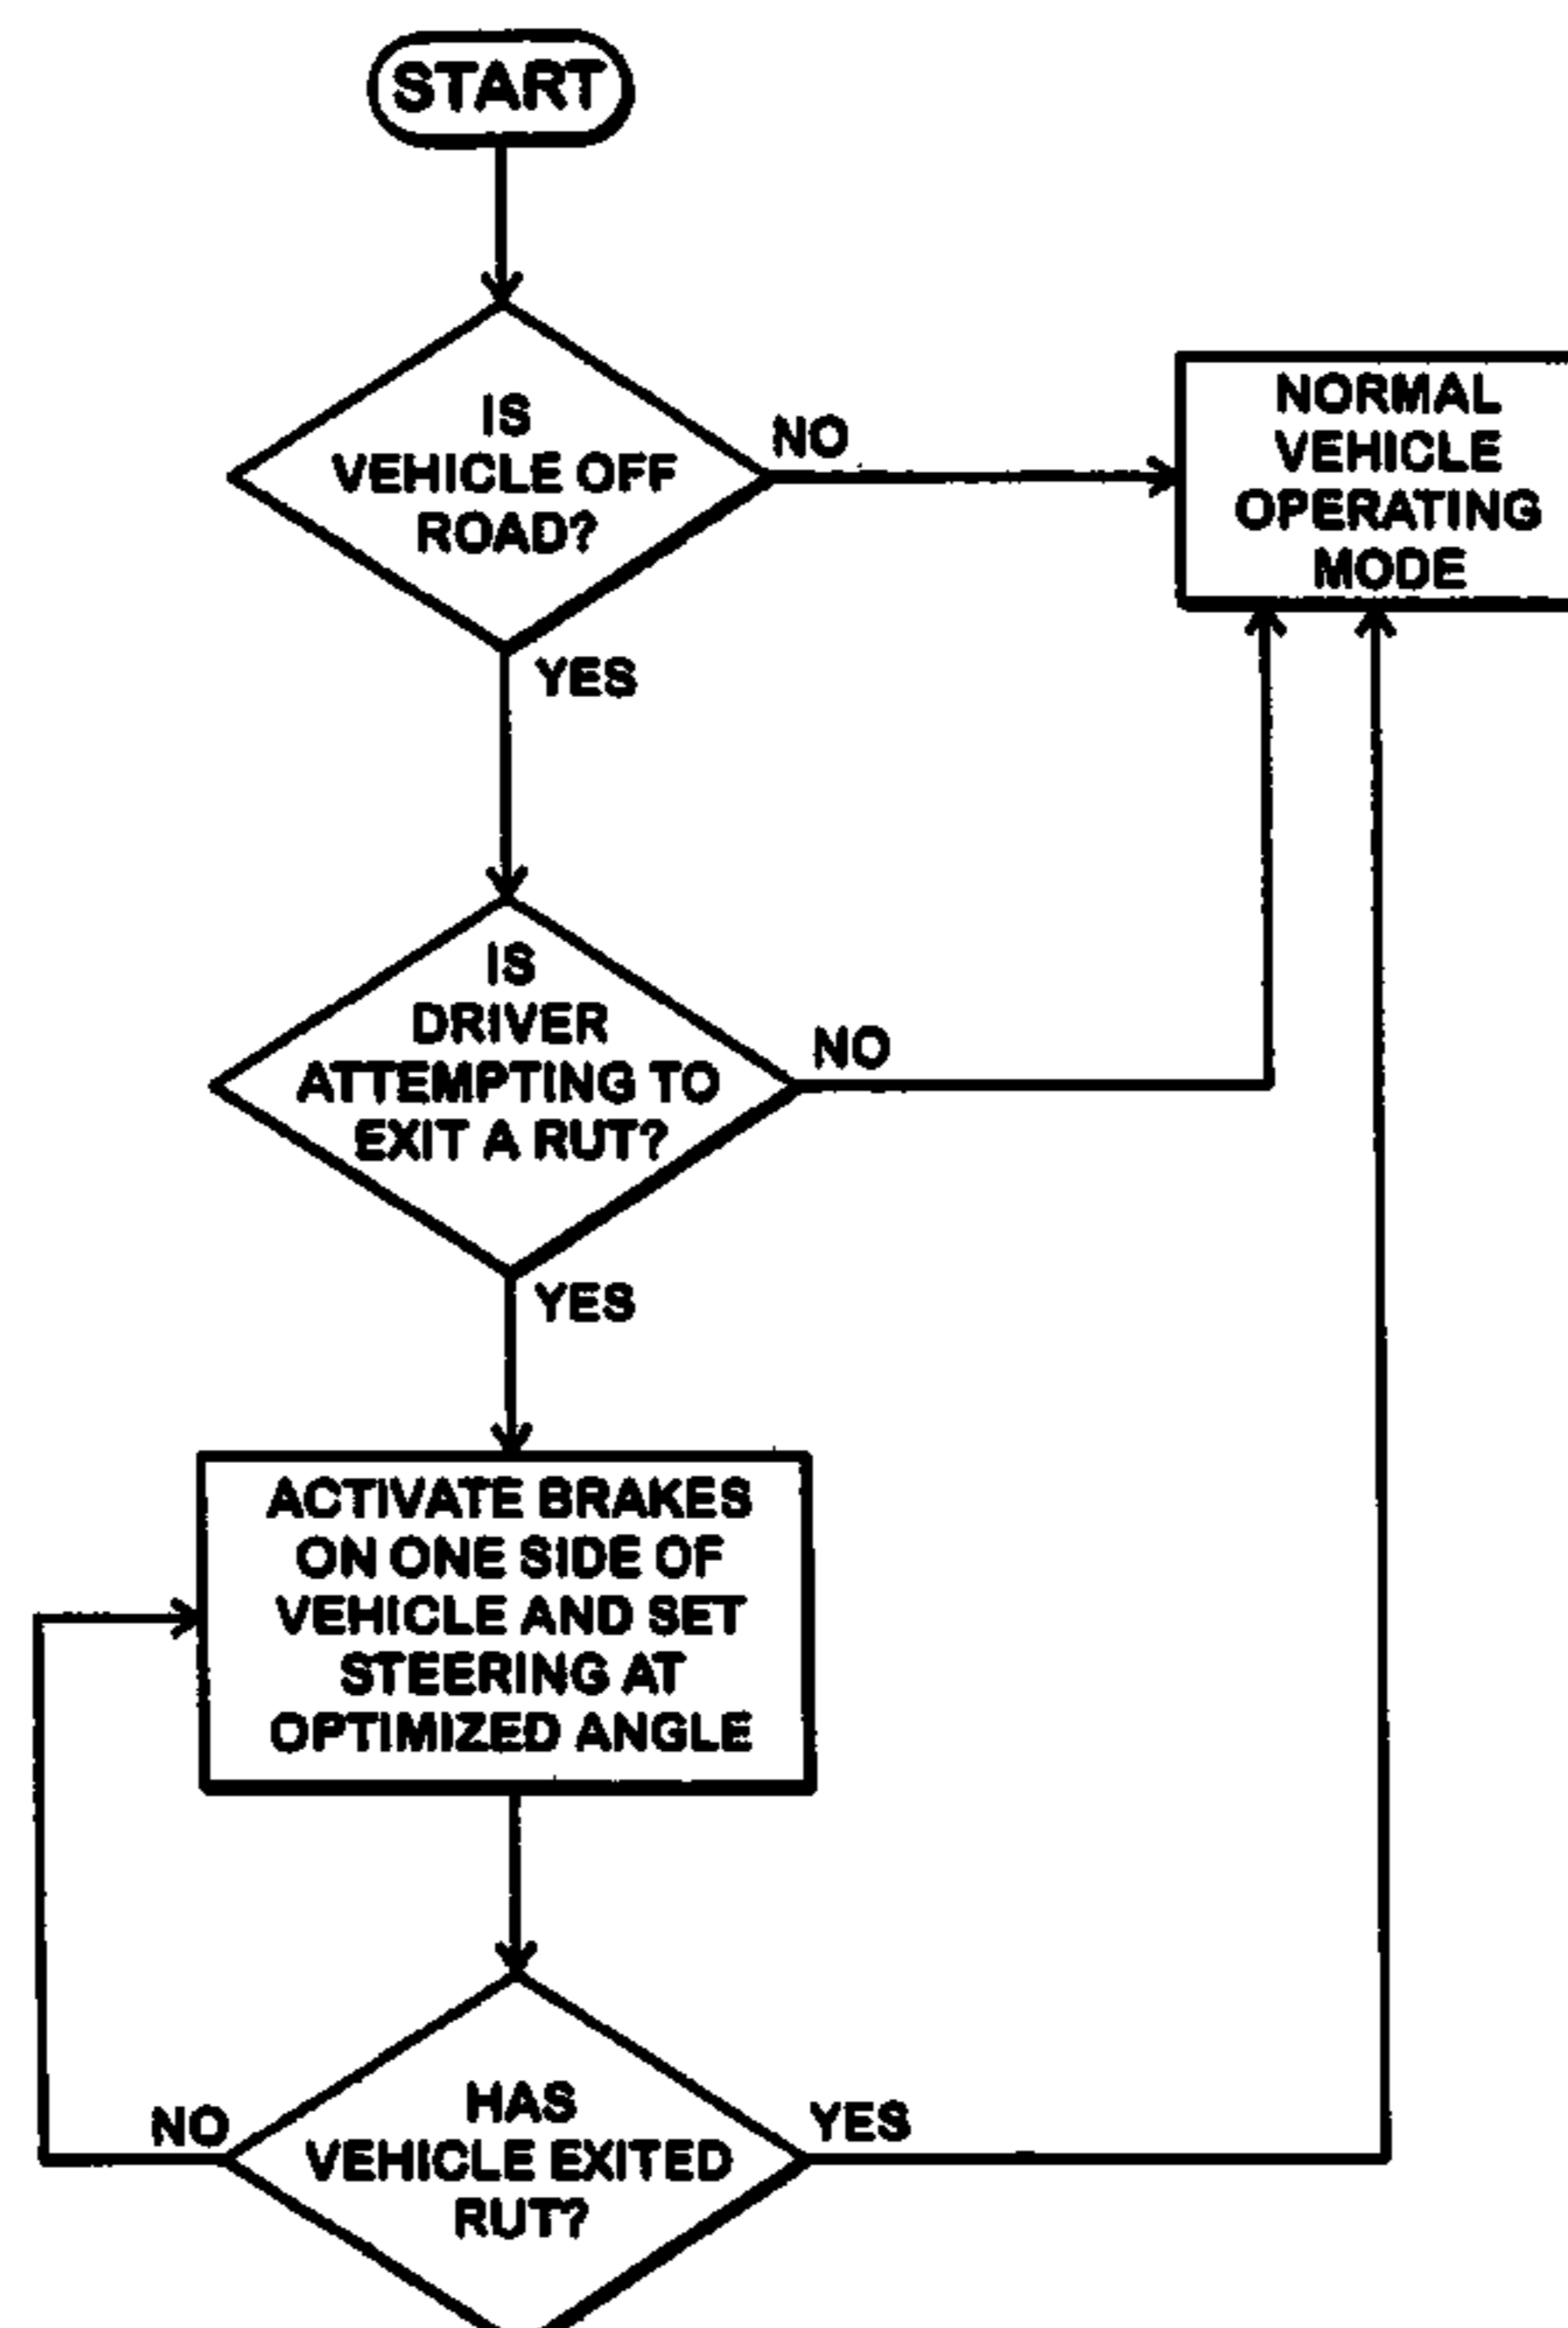 START
IS
VEHICLE OFF
ROAD?
NO
NORMAL
VEHICLE
OPERATING
MODE
YES
IS
DRIVER
ATTEMPTING TO
EXIT A RUT?
NO
YES
ACTIVATE BRAKES
ON ONE SIDE OF
VEHICLE AND SET
STEERING AT
OPTIMIZED ANGLE
NO
HAS
VEHICLE EXITED
RUT?
YES